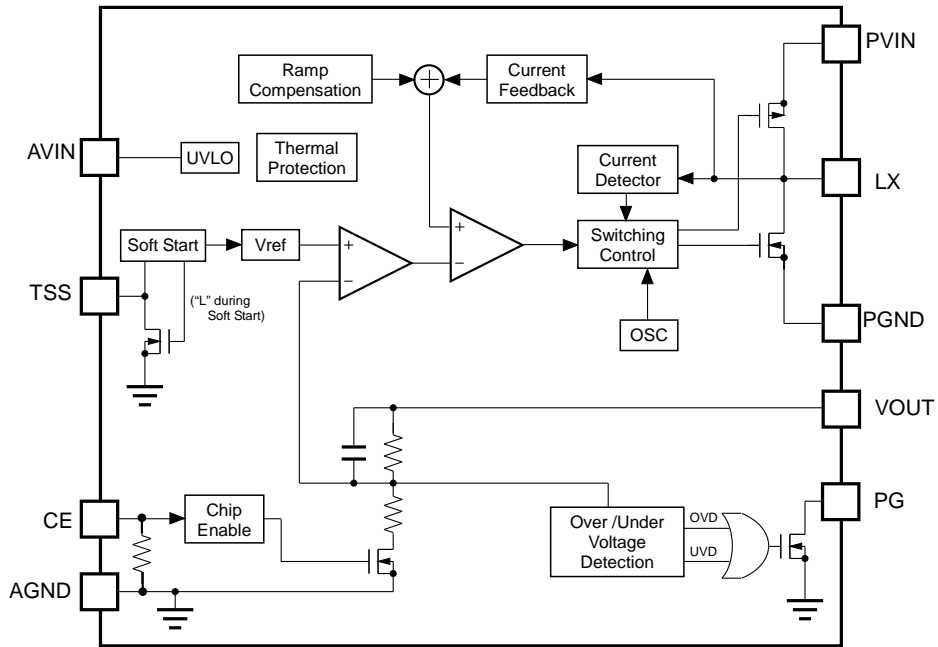 PVIN
Ramp
Compensation
+
Current
Feedback
AVIN
UVLO
Thermal
Protection
Current
Detector
LX
Soft Start
Vref
+
−
+
−
Switching
Control
TSS
("L" during
Soft Start)
OSC
PGND
VOUT
CE
Chip
Enable
PG
Over /Under
Voltage
Detection
OVD
UVD
AGND